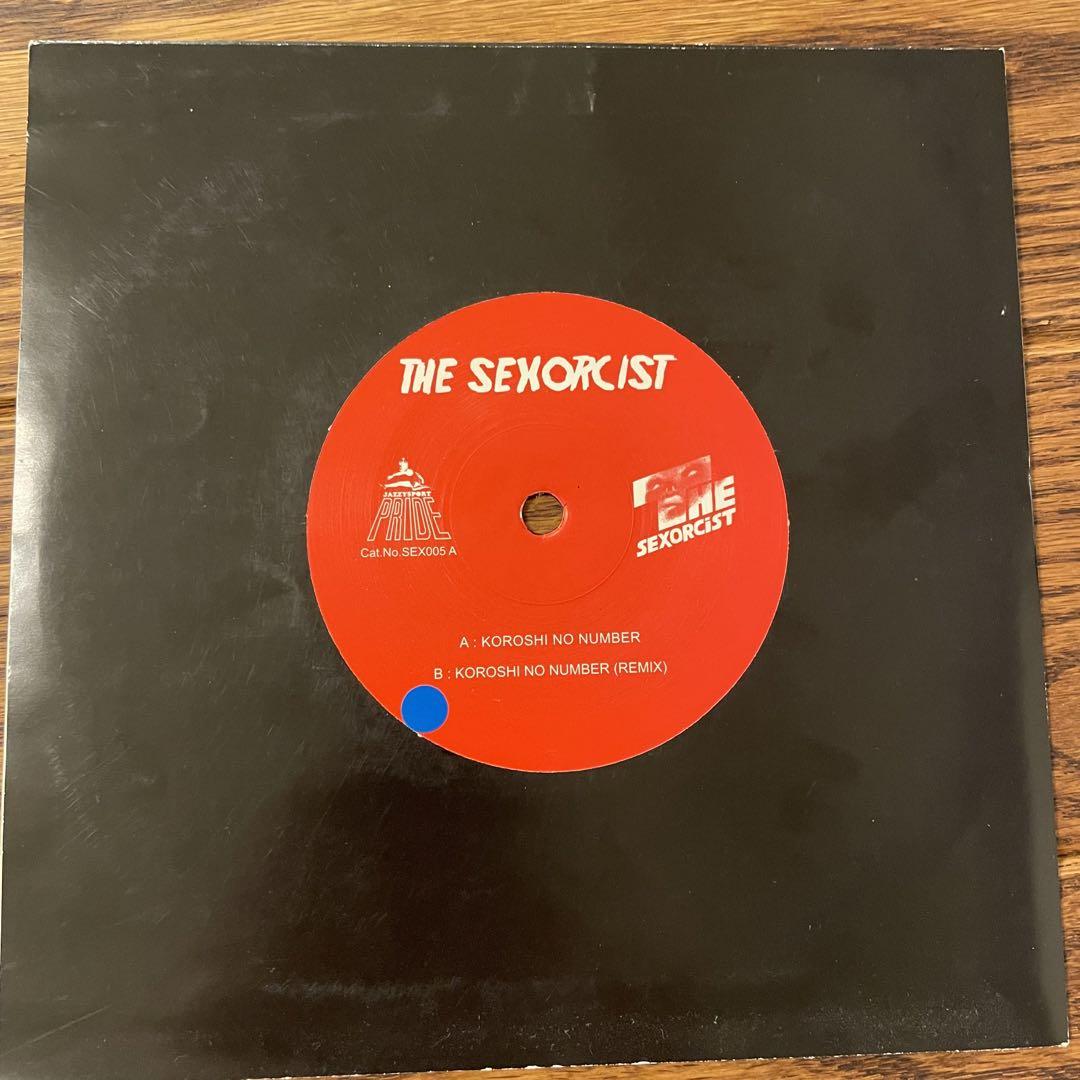 THE SEXORCIST
JAZZYSPORT
PRIDE
Cat.No.SEX005 A
THE
SEXORCiST
A : KOROSHI NO NUMBER
B : KOROSHI NO NUMBER (REMIX)